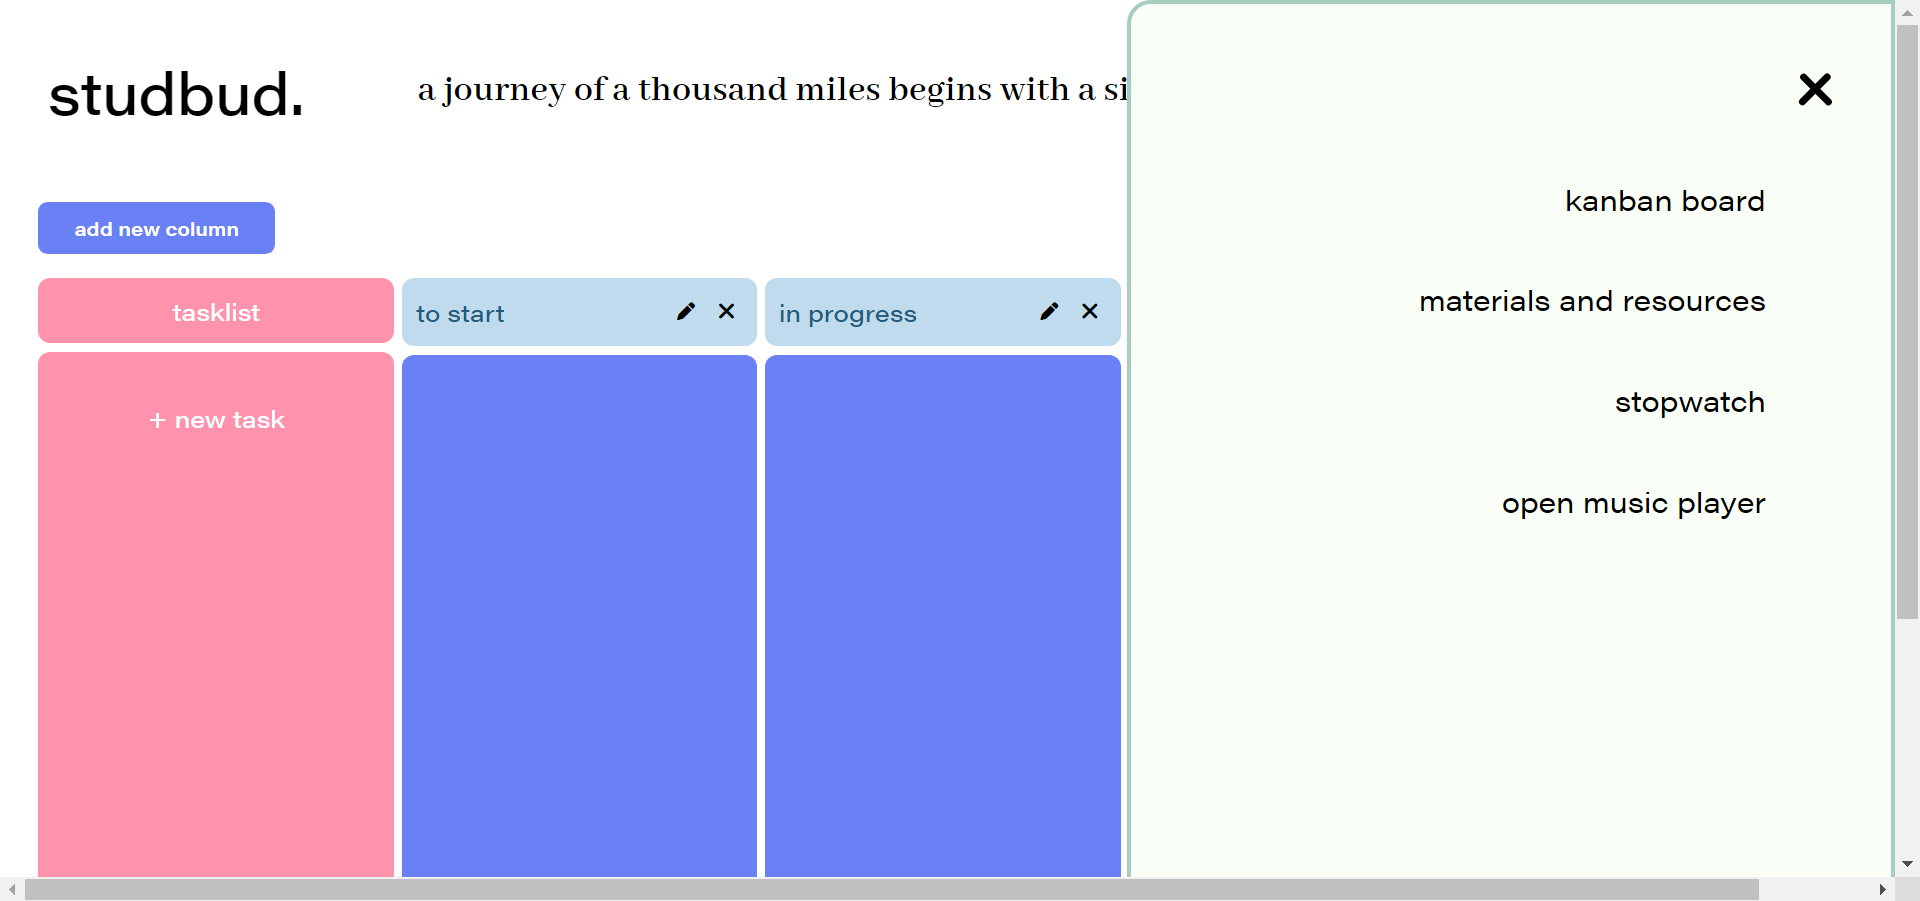 studbud.
a journey of a thousand miles begins with a
add new column
tasklist
to start
in progress
+ new task
kanban board
materials and resources
stopwatch
open music player